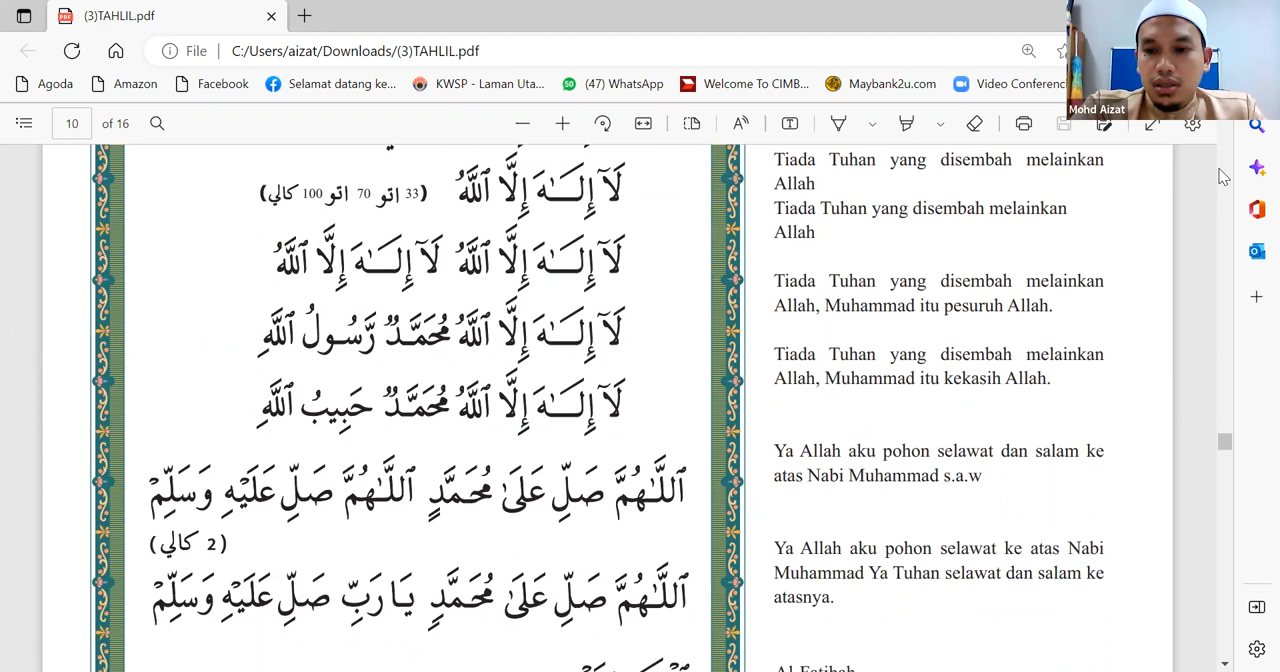 (3)TAHLIL.pdf
File
C:/Users/aizat/Downloads/(3)TAHLIL.pdf
Agoda
Amazon
Facebook
Selamat datang ke...
KWSP - Laman Uta...
(47) WhatsApp
Welcome To CIMB...
Maybank2u.com
Video Conferenc
Mohd Aizat
10 of 16
لَآ إِلَـٰهَ إِلَّا ٱللَّهُ (33 اتو 70 اتو 100 كالي)
لَآ إِلَـٰهَ إِلَّا ٱللَّهُ لَآ إِلَـٰهَ إِلَّا ٱللَّهُ
لَآ إِلَـٰهَ إِلَّا ٱللَّهُ مُحَمَّدٌ رَّسُولُ ٱللَّهِ
لَآ إِلَـٰهَ إِلَّا ٱللَّهُ مُحَمَّدٌ حَبِيبُ ٱللَّهِ
ٱللَّـٰهُمَّ صَلِّ عَلَىٰ مُحَمَّدٍ ٱللَّـٰهُمَّ صَلِّ عَلَيْهِ وَسَلِّمْ
(2 كالي)
ٱللَّـٰهُمَّ صَلِّ عَلَىٰ مُحَمَّدٍ يَا رَبِّ صَلِّ عَلَيْهِ وَسَلِّمْ
Tiada Tuhan yang disembah melainkan
Allah
Tiada Tuhan yang disembah melainkan
Allah
Tiada Tuhan yang disembah melainkan
Allah, Muhammad itu pesuruh Allah.
Tiada Tuhan yang disembah melainkan
Allah, Muhammad itu kekasih Allah.
Ya Allah aku pohon selawat dan salam ke
atas Nabi Muhammad s.a.w
Ya Allah aku pohon selawat ke atas Nabi
Muhammad Ya Tuhan selawat dan salam ke
atasnya.
Al-Fatihah